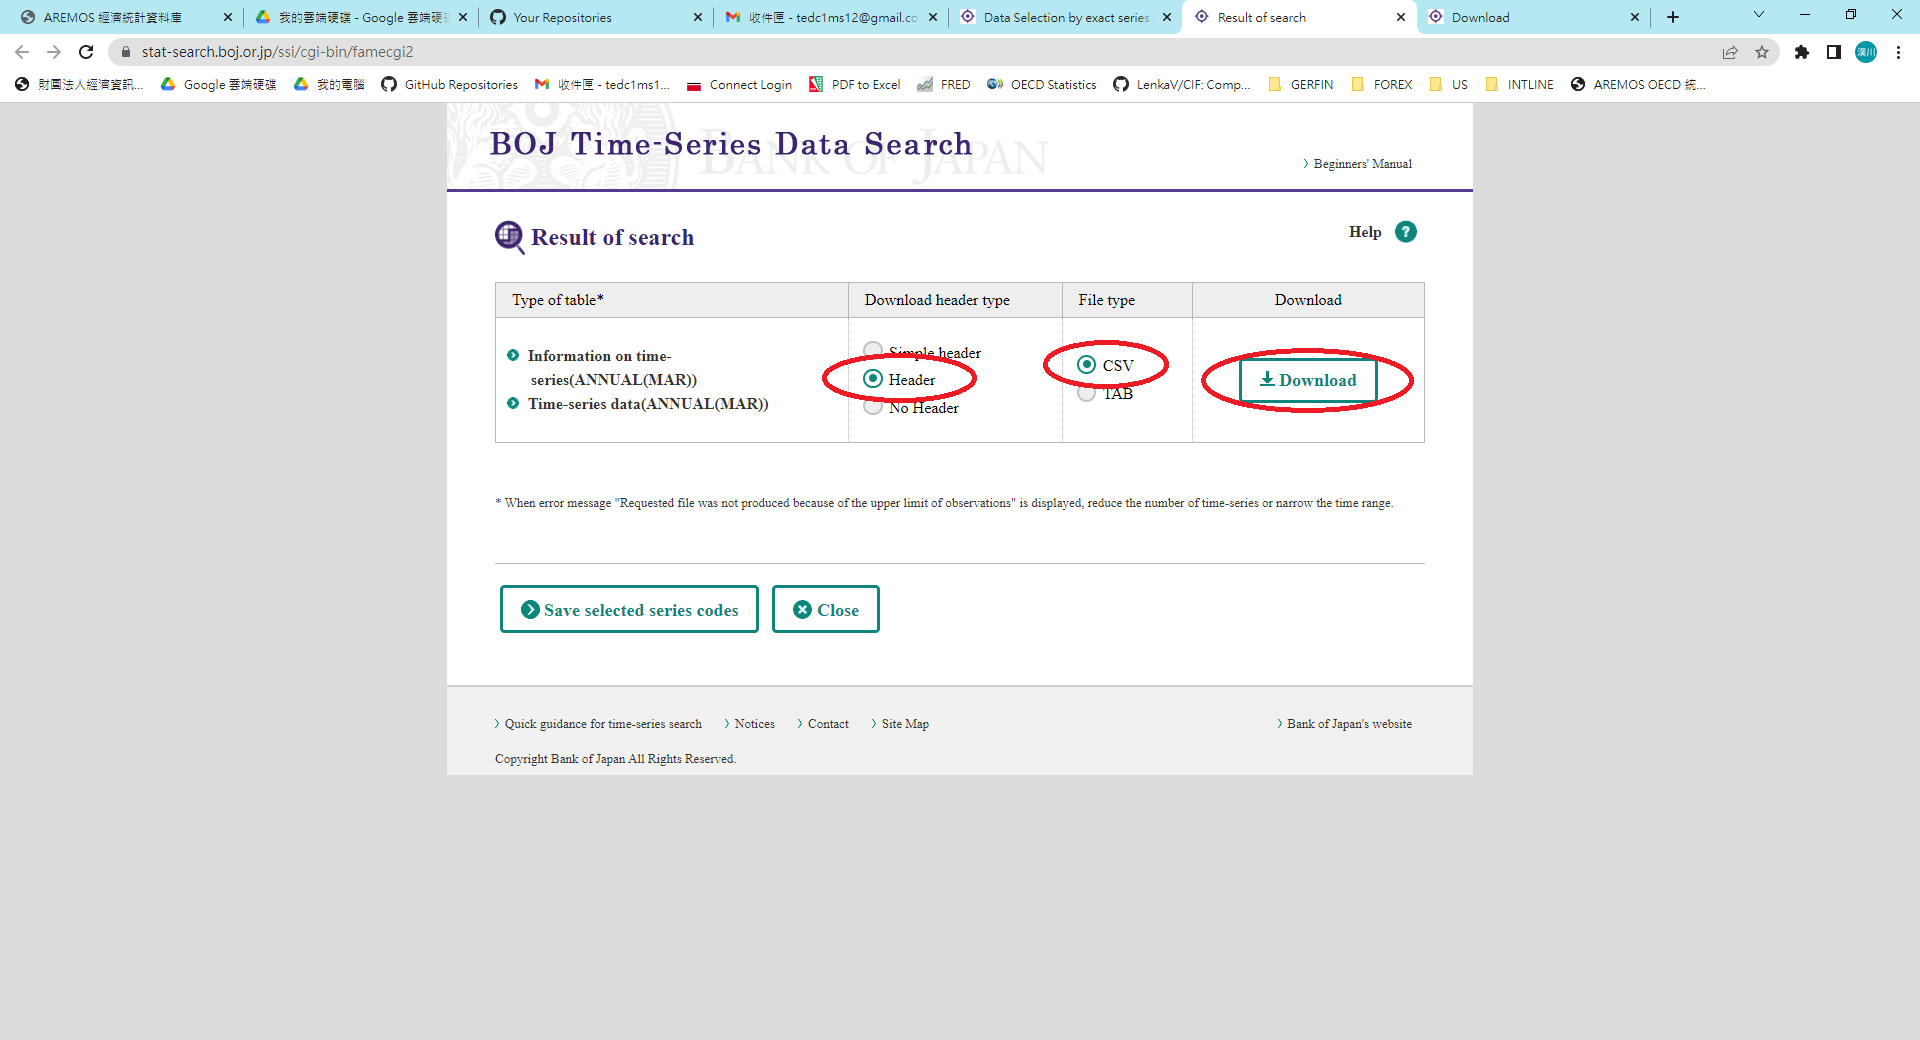 AREMOS 經濟統計資料庫
我的雲端硬碟 - Google 雲端硬碟
Your Repositories
收件匣 - tedc1ms12@gmail.co
Data Selection by exact series
Result of search
Download
stat-search.boj.or.jp/ssi/cgi-bin/famecgi2
漢川
財團法人經濟資訊...
Google 雲端硬碟
我的電腦
GitHub Repositories
收件匣 - tedc1ms1...
Connect Login
PDF to Excel
FRED
OECD Statistics
LenkaV/CIF: Comp...
GERFIN
FOREX
US
INTLINE
AREMOS OECD 統...
BANK OF JAPAN
BOJ Time-Series Data Search
Beginners' Manual
Result of search
Help ?
Type of table*
Download header type
File type
Download
Information on time-
series(ANNUAL(MAR))
Time-series data(ANNUAL(MAR))
Simple header
Header
No Header
CSV
TAB
Download
* When error message "Requested file was not produced because of the upper limit of observations" is displayed, reduce the number of time-series or narrow the time range.
Save selected series codes
Close
Quick guidance for time-series search
Notices
Contact
Site Map
Bank of Japan's website
Copyright Bank of Japan All Rights Reserved.